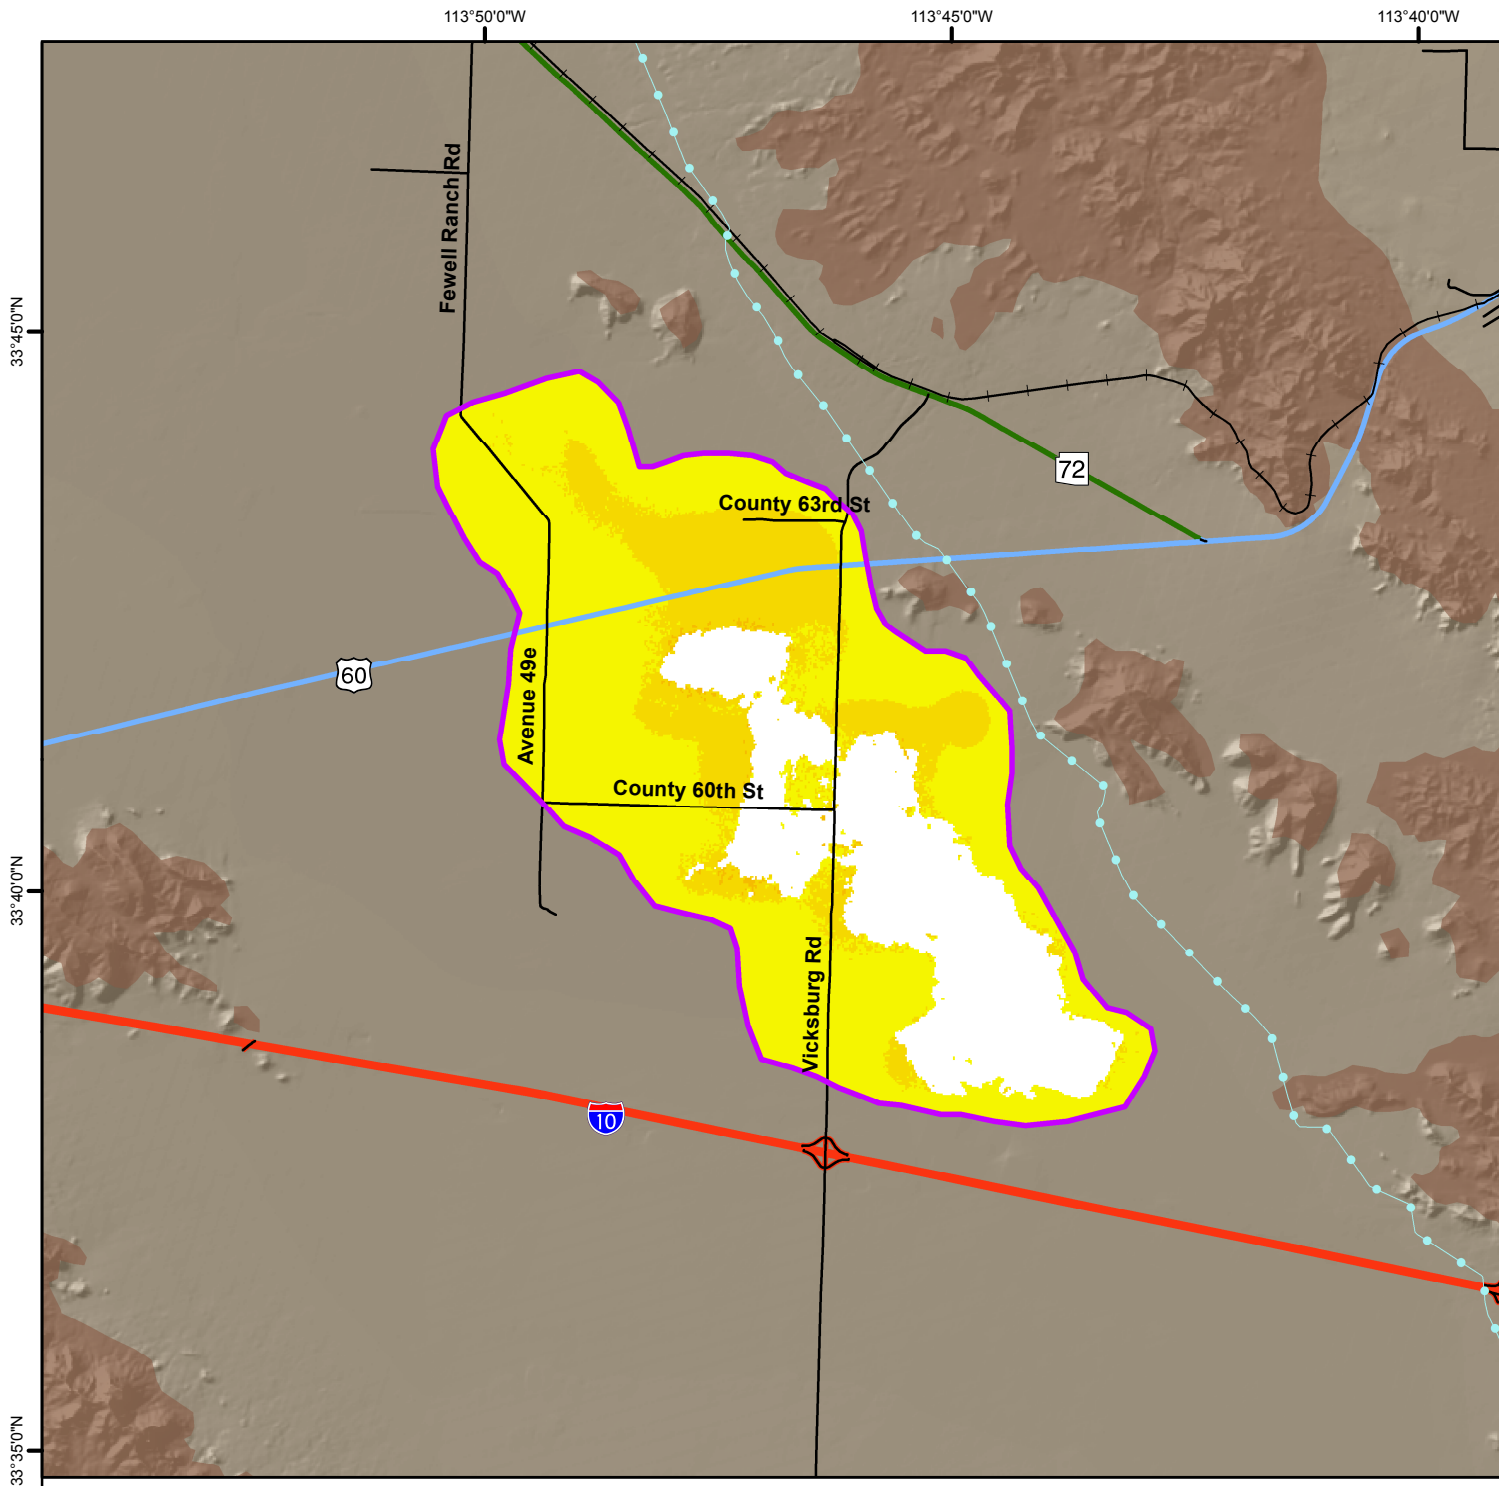 113°50'0"W
113°45'0"W
113°40'0"W
Fewell Ranch Rd
33°45'0"N
72
County 63rd St
60
Avenue 49e
County 60th St
33°40'0"N
Vicksburg Rd
10
33°35'0"N